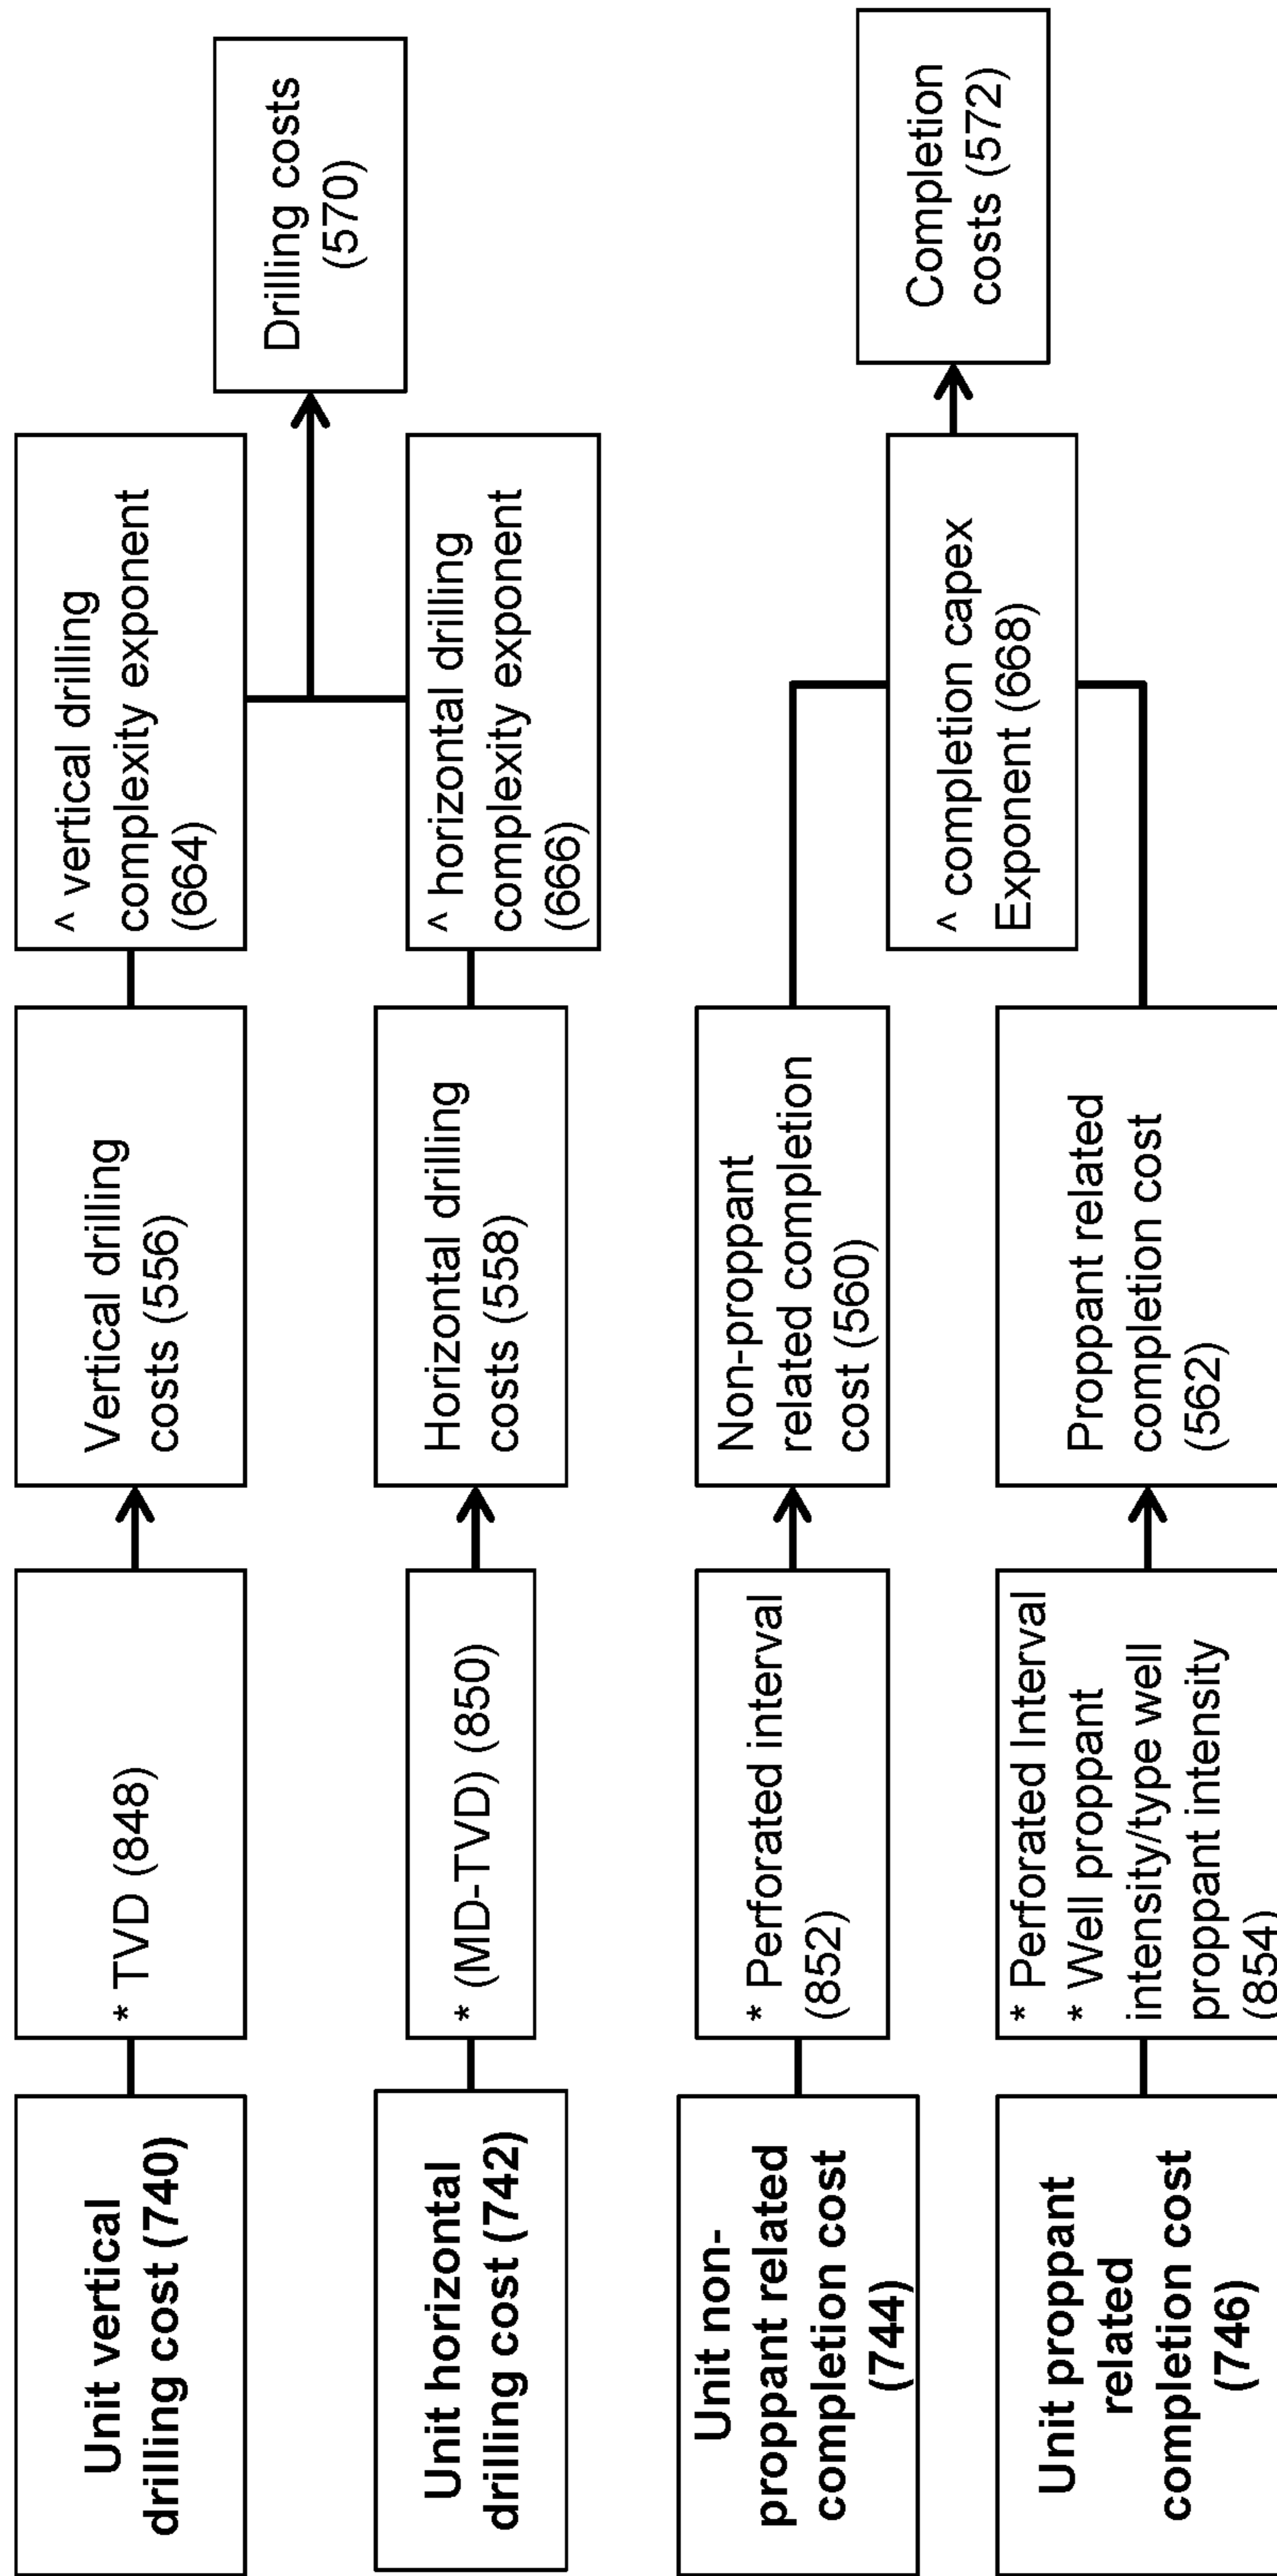 Unit vertical
drilling cost (740)
* TVD (848)
Vertical drilling
costs (556)
^ vertical drilling
complexity exponent
(664)
Drilling costs
(570)
Unit horizontal
drilling cost (742)
* (MD-TVD) (850)
Horizontal drilling
costs (558)
^ horizontal drilling
complexity exponent
(666)
Unit non-
proppant related
completion cost
(744)
* Perforated interval
(852)
Non-proppant
related completion
cost (560)
^ completion capex
Exponent (668)
Completion
costs (572)
Unit proppant
related
completion cost
(746)
* Perforated Interval
* Well proppant
intensity/type well
proppant intensity
(854)
Proppant related
completion cost
(562)